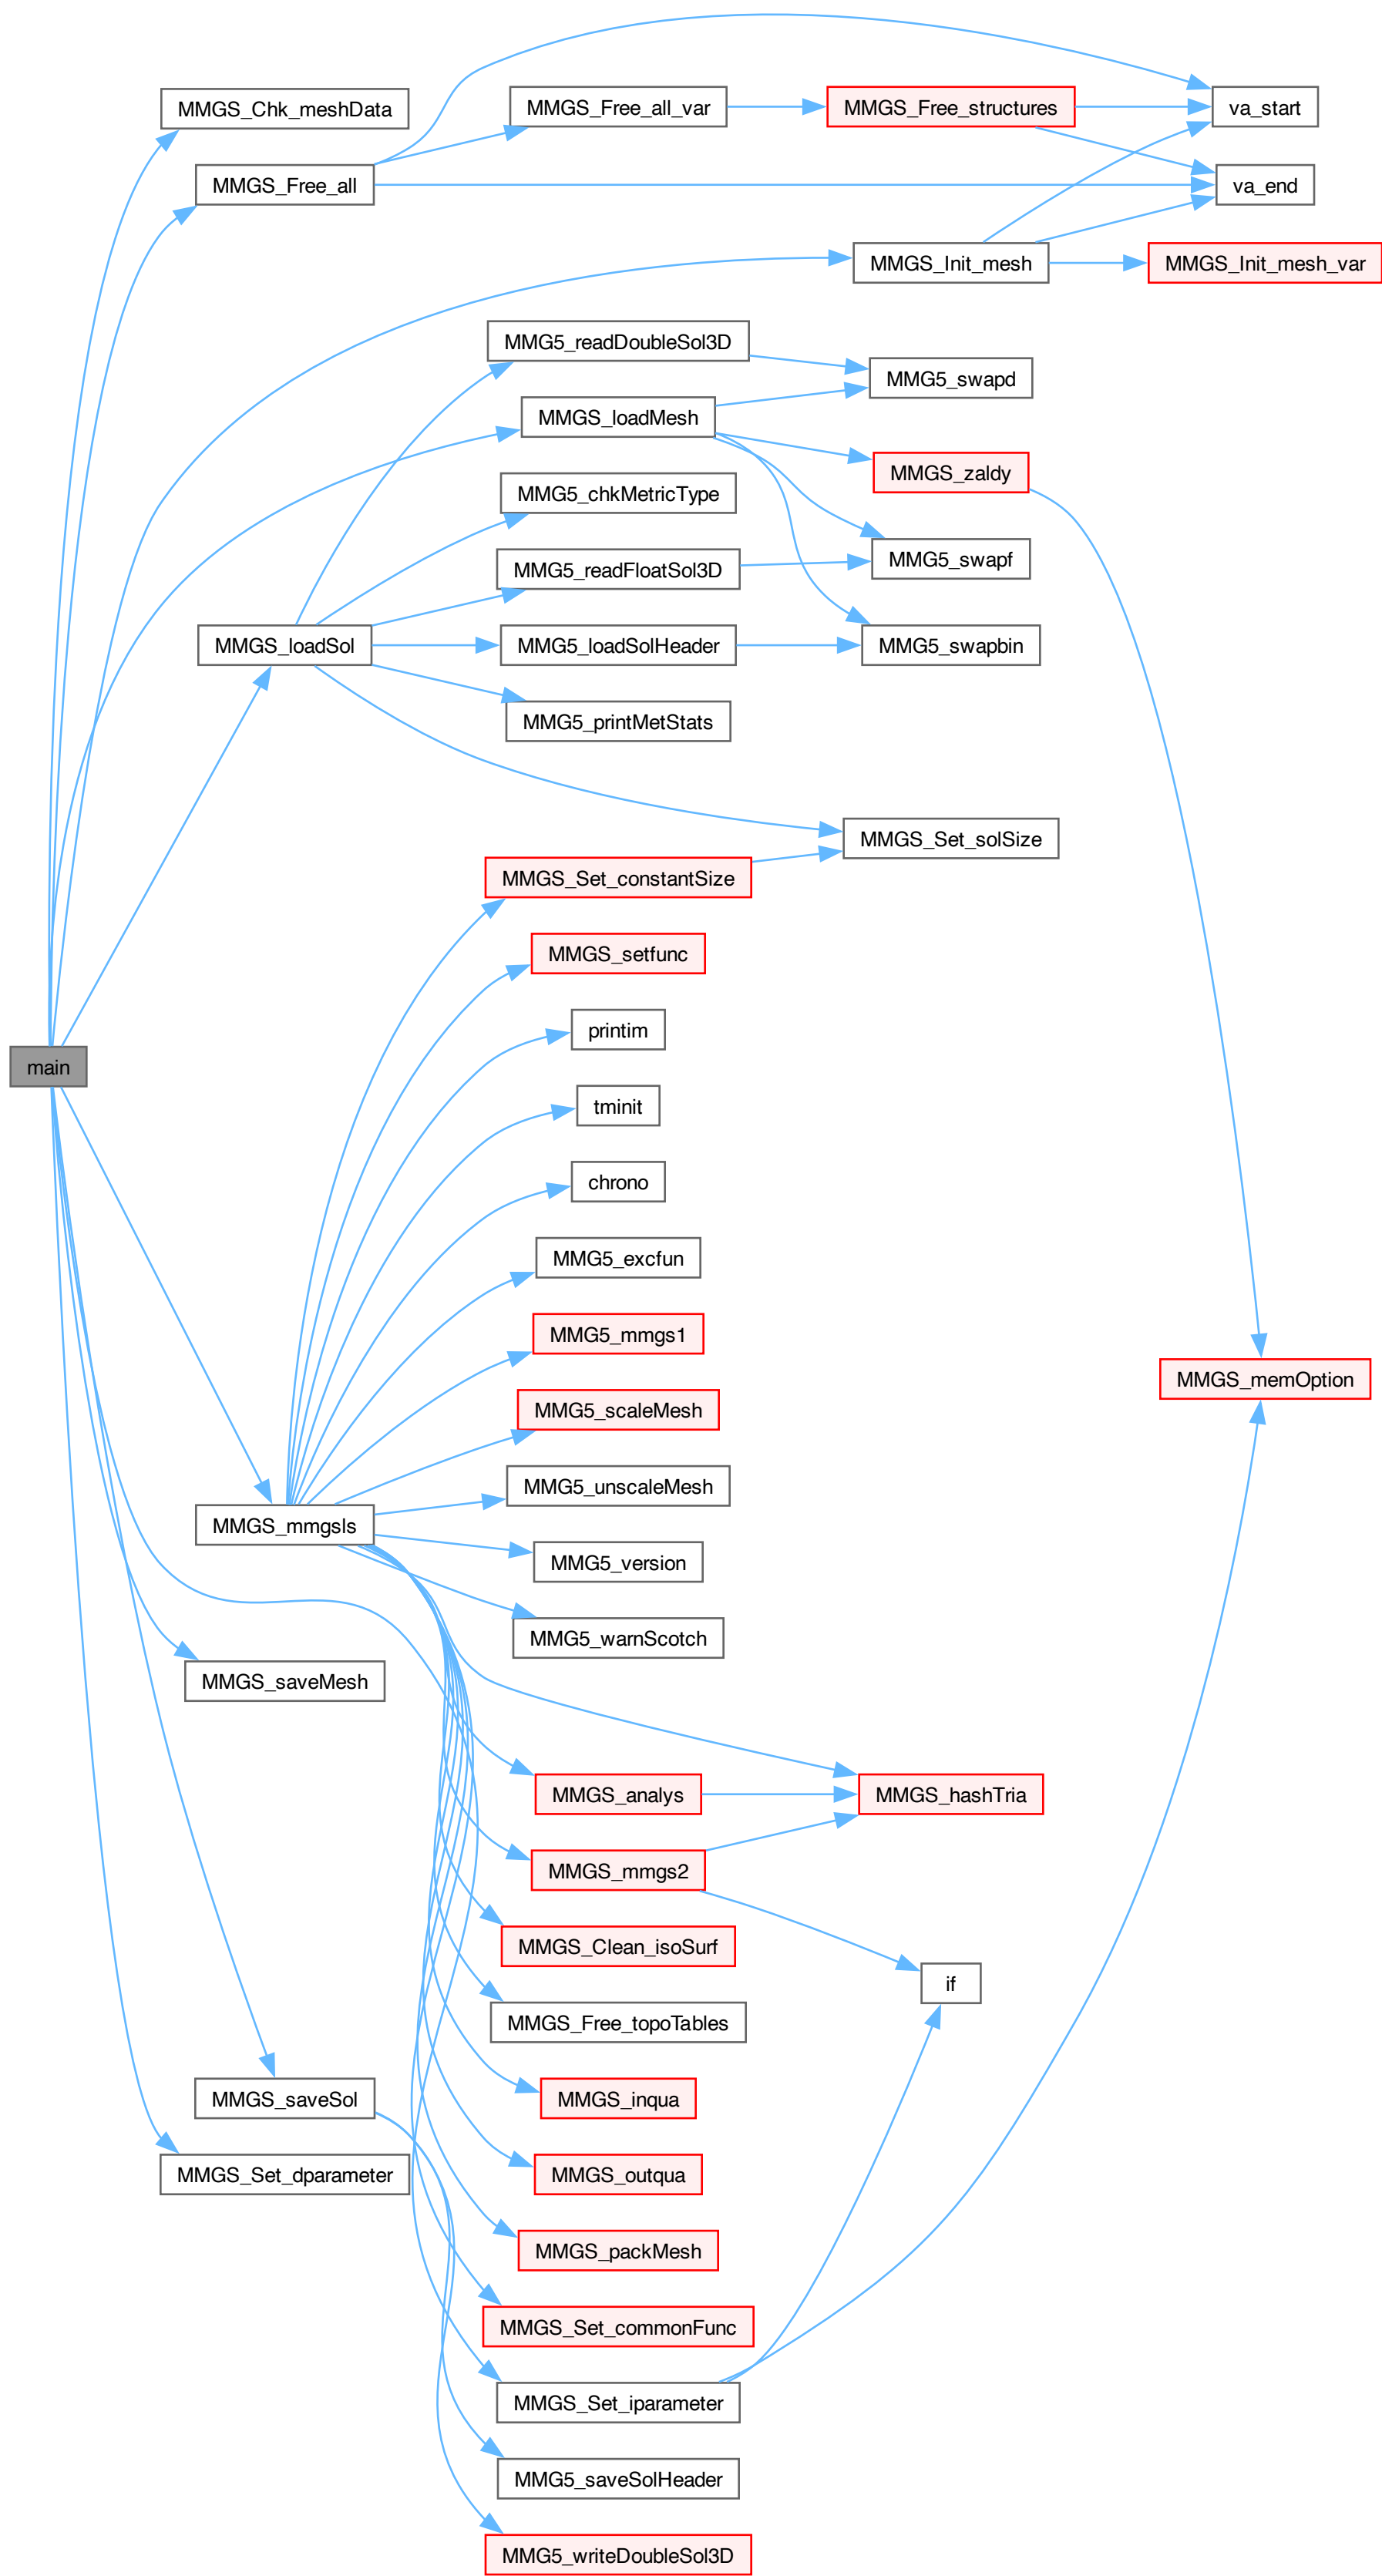 MMGS_Chk_meshData
MMGS_Free_all_var
MMGS_Free_structures
va_start
MMGS_Free_all
va_end
MMGS_Init_mesh
MMGS_Init_mesh_var
MMG5_readDoubleSol3D
MMG5_swapd
MMGS_loadMesh
MMGS_zaldy
MMG5_chkMetricType
MMG5_swapf
MMG5_readFloatSol3D
MMGS_loadSol
MMG5_loadSolHeader
MMG5_swapbin
MMG5_printMetStats
MMGS_Set_solSize
MMGS_Set_constantSize
MMGS_setfunc
printim
main
tminit
chrono
MMG5_excfun
MMG5_mmgs1
MMGS_memOption
MMG5_scaleMesh
MMG5_unscaleMesh
MMGS_mmgsls
MMG5_version
MMG5_warnScotch
MMGS_saveMesh
MMGS_analys
MMGS_hashTria
MMGS_mmgs2
MMGS_Clean_isoSurf
if
MMGS_Free_topoTables
MMGS_saveSol
MMGS_inqua
MMGS_Set_dparameter
MMGS_outqua
MMGS_packMesh
MMGS_Set_commonFunc
MMGS_Set_iparameter
MMG5_saveSolHeader
MMG5_writeDoubleSol3D